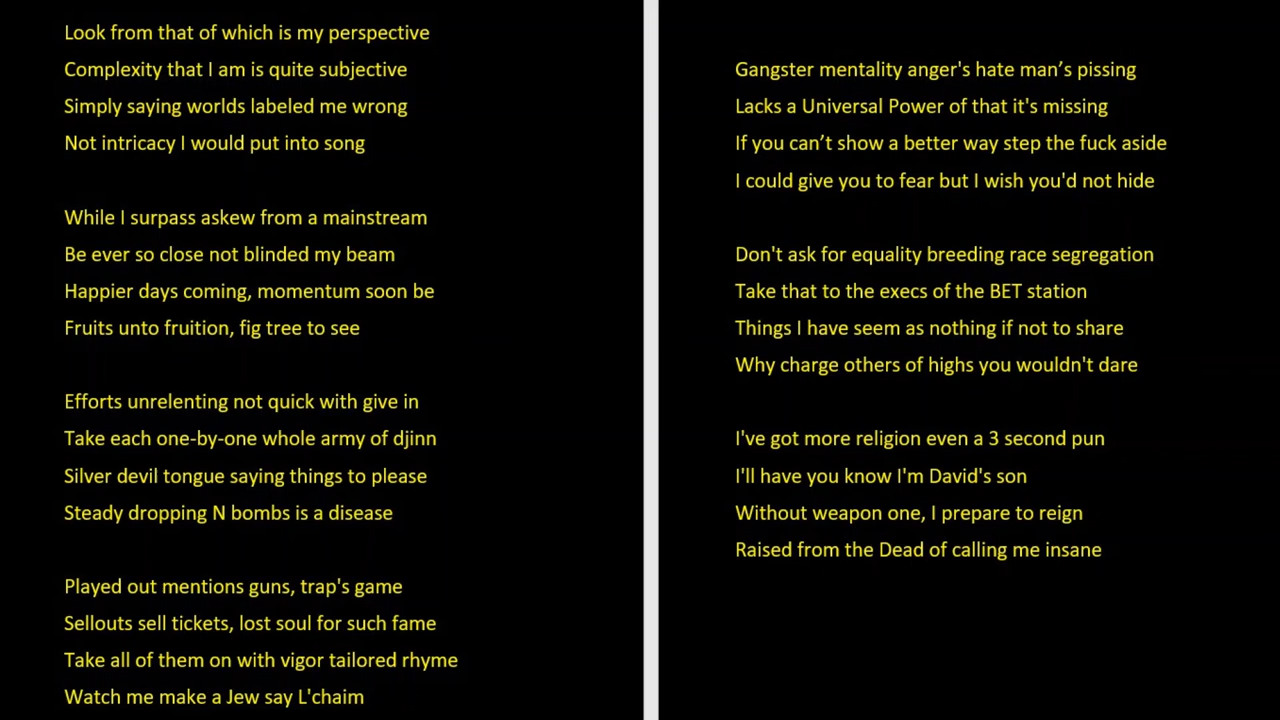 Look from that of which is my perspective
Complexity that I am is quite subjective
Simply saying worlds labeled me wrong
Not intricacy I would put into song
While I surpass askew from a mainstream
Be ever so close not blinded my beam
Happier days coming, momentum soon be
Fruits unto fruition, fig tree to see
Efforts unrelenting not quick with give in
Take each one-by-one whole army of djinn
Silver devil tongue saying things to please
Steady dropping N bombs is a disease
Played out mentions guns, trap's game
Sellouts sell tickets, lost soul for such fame
Take all of them on with vigor tailored rhyme
Watch me make a Jew say L'chaim
Gangster mentality anger's hate man’s pissing
Lacks a Universal Power of that it's missing
If you can’t show a better way step the fuck aside
I could give you to fear but I wish you'd not hide
Don't ask for equality breeding race segregation
Take that to the execs of the BET station
Things I have seem as nothing if not to share
Why charge others of highs you wouldn't dare
I've got more religion even a 3 second pun
I'll have you know I'm David's son
Without weapon one, I prepare to reign
Raised from the Dead of calling me insane